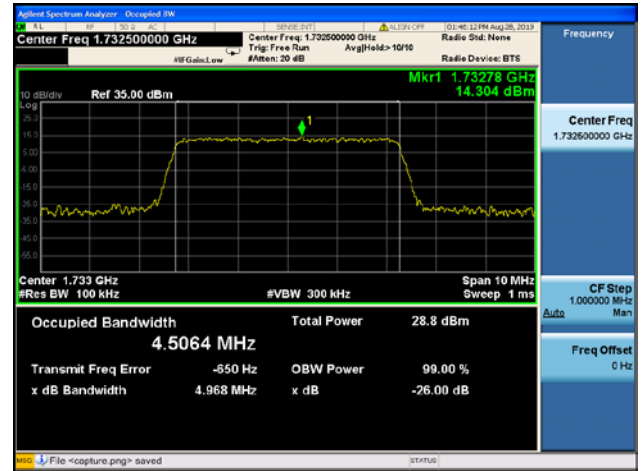 Agilent Spectrum Analyzer Occupied BW
RL RF 50 Ω AC SENSE:INT ALIGN OFF 01:46:12 PM Aug 28, 2019
Center Freq 1.732500000 GHz
Center Freq: 1.732500000 GHz Radio Std: None
Trig: Free Run Avg|Hold:> 10/10
#IFGain:Low #Atten: 20 dB Radio Device: BTS
Mkr1 1.73278 GHz
14.304 dBm
10 dB/div Ref 35.00 dBm
Log
25.0
15.0
5.00
-5.00
-15.0
-25.0
-35.0
-45.0
-55.0
1
Center 1.733 GHz Span 10 MHz
#Res BW 100 kHz #VBW 300 kHz Sweep 1 ms
Occupied Bandwidth Total Power 28.8 dBm
4.5064 MHz
Transmit Freq Error -650 Hz OBW Power 99.00 %
x dB Bandwidth 4.968 MHz x dB -26.00 dB
MSG File <capture.png> saved STATUS
Frequency
Center Freq
1.732500000 GHz
CF Step
1.000000 MHz
Auto Man
Freq Offset
0 Hz